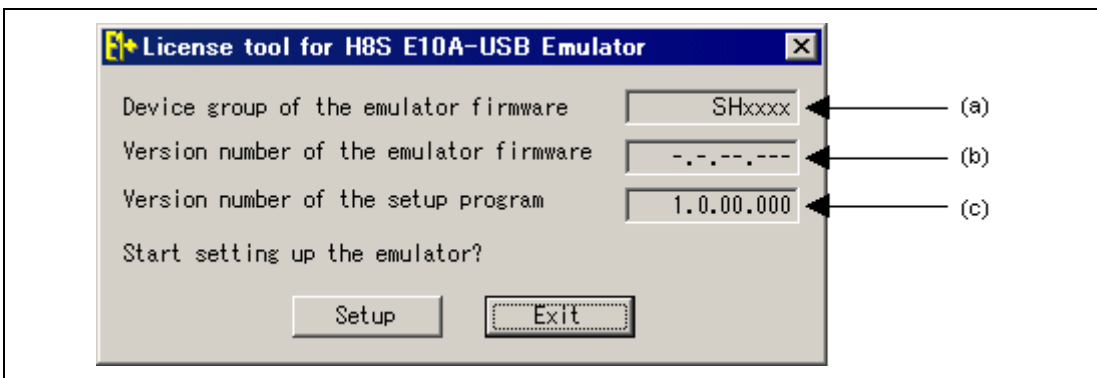 License tool for H8S E10A-USB Emulator
Device group of the emulator firmware SHxxxx (a)
Version number of the emulator firmware -.-.--.--- (b)
Version number of the setup program 1.0.00.000 (c)
Start setting up the emulator?
Setup Exit